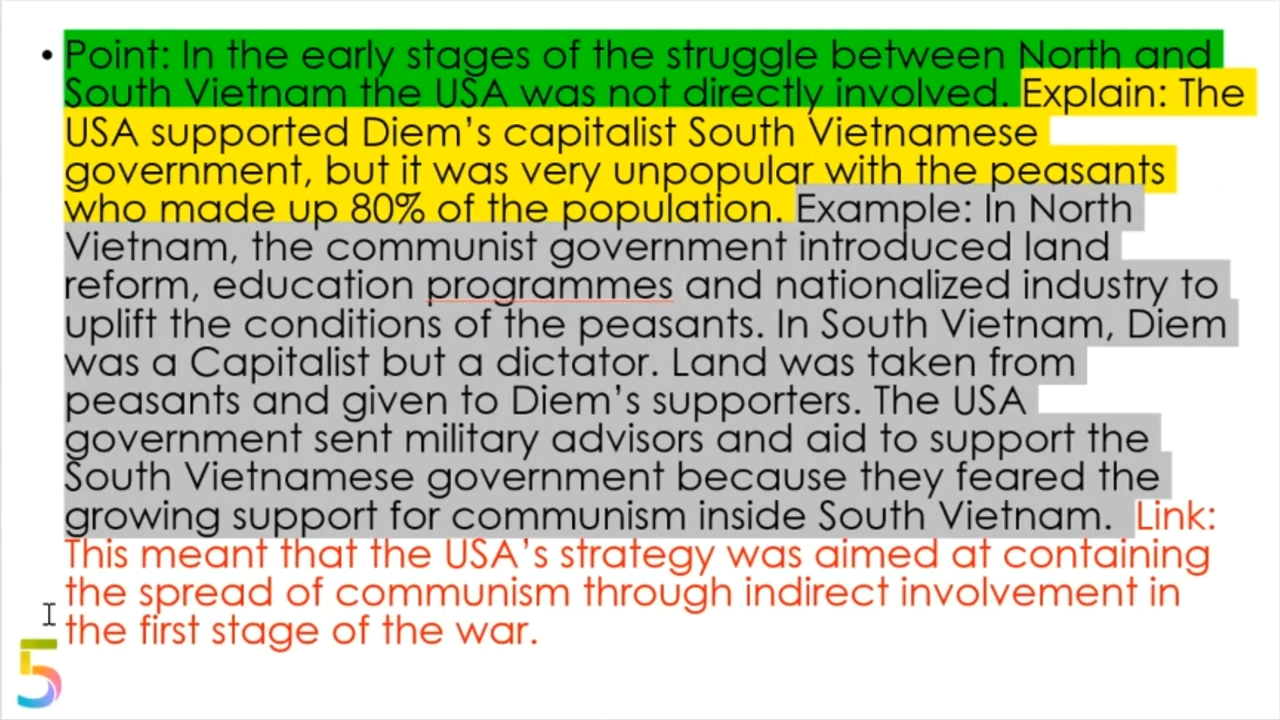 • Point: In the early stages of the struggle between North and
South Vietnam the USA was not directly involved. Explain: The
USA supported Diem's capitalist South Vietnamese
government, but it was very unpopular with the peasants
who made up 80% of the population. Example: In North
Vietnam, the communist government introduced land
reform, education programmes and nationalized industry to
uplift the conditions of the peasants. In South Vietnam, Diem
was a Capitalist but a dictator. Land was taken from
peasants and given to Diem's supporters. The USA
government sent military advisors and aid to support the
South Vietnamese government because they feared the
growing support for communism inside South Vietnam. Link:
This meant that the USA's strategy was aimed at containing
the spread of communism through indirect involvement in
the first stage of the war.
5